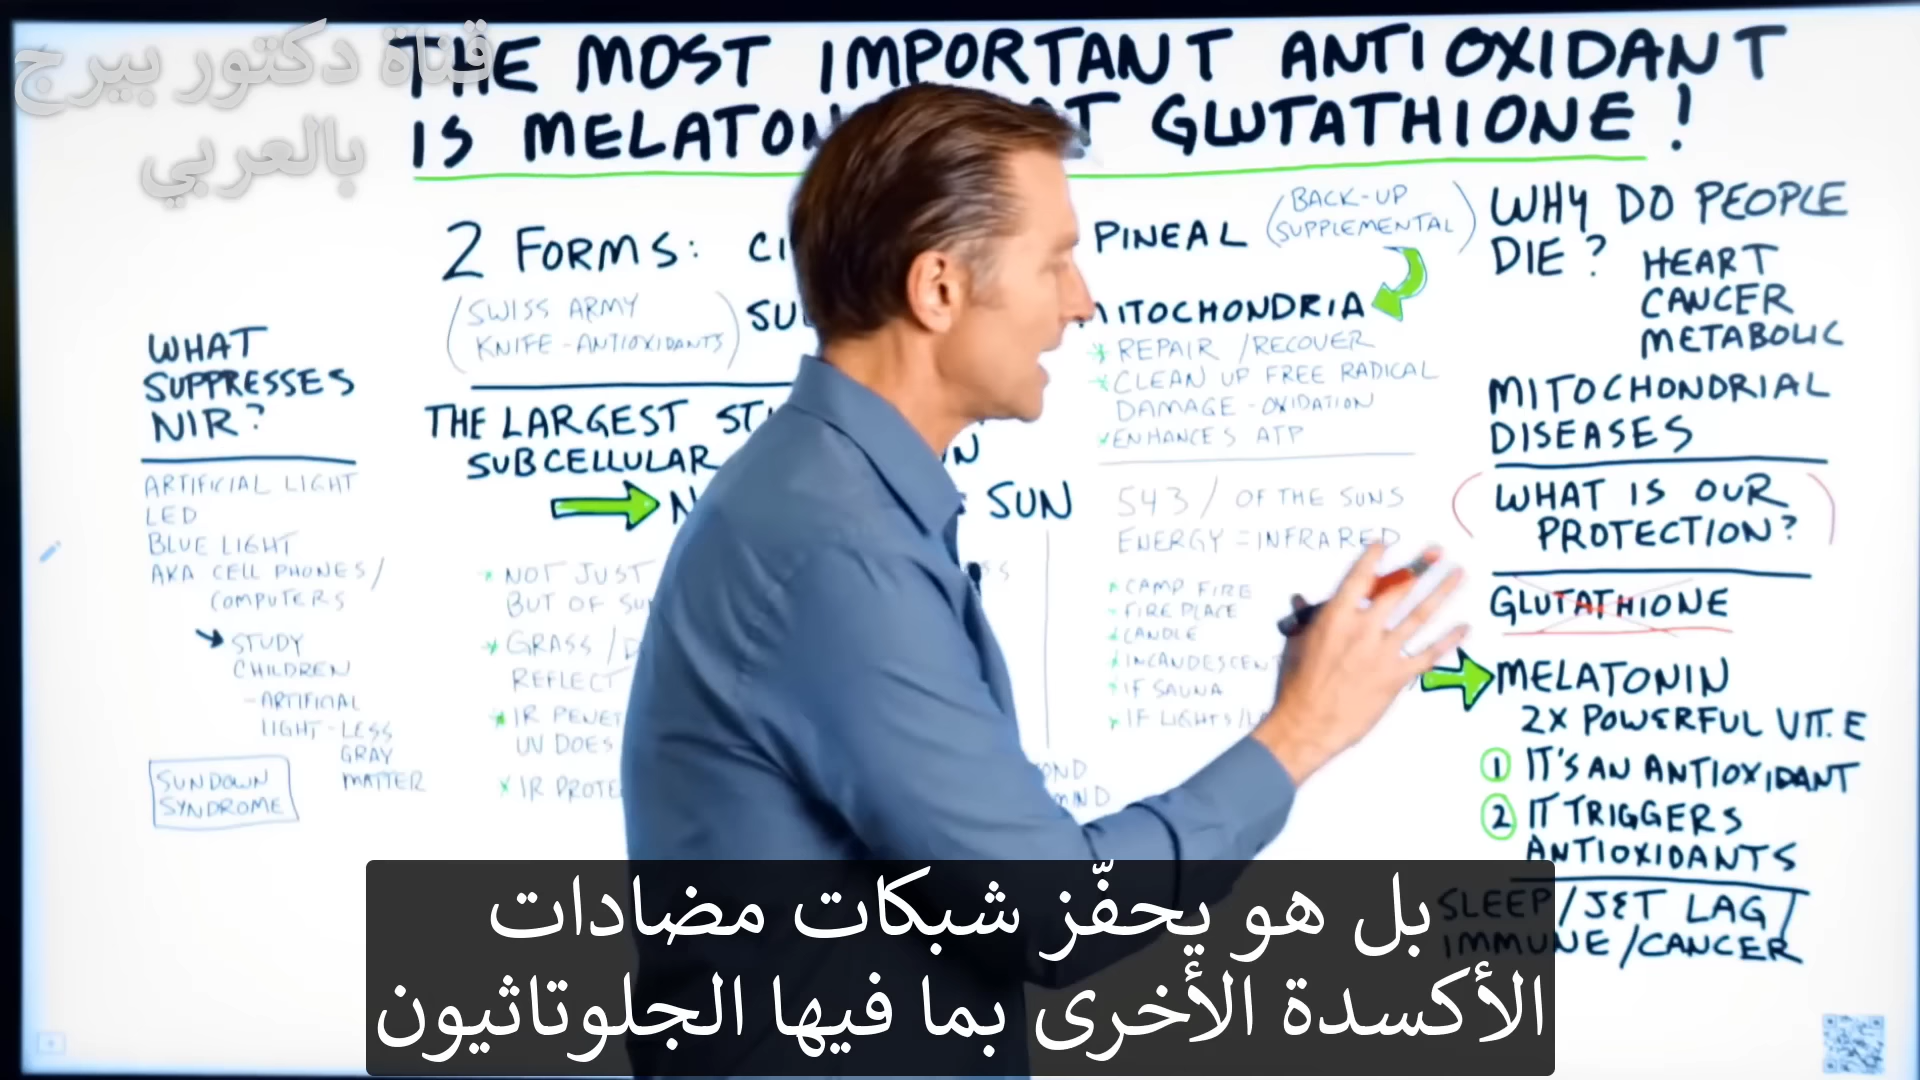 قناة دكتور بيرج
بالعربي
THE MOST IMPORTANT ANTIOXIDANT
IS GLUTATHIONE!
2 FORMS:
PINEAL
(BACK-UP
SUPPLEMENTAL)
(SWISS ARMY
KNIFE-ANTIOXIDANTS)
MITOCHONDRIA
* REPAIR/RECOVER
* CLEAN UP FREE RADICAL
DAMAGE-OXIDATION
* ENHANCES ATP
WHAT
SUPPRESSES
NIR?
ARTIFICIAL LIGHT
LED
BLUE LIGHT
AKA CELL PHONES/
COMPUTERS
STUDY
CHILDREN
-ARTIFICIAL
LIGHT-LESS
GRAY
MATTER
SUNDOWN
SYNDROME
THE LARGEST
SUBCELLULAR
SUN
* NOT JUST
BUT OF
* GRASS/
REFLECT
* IR
UV DOES
* IR
543/ OF THE SUNS
ENERGY=INFRARED
* CAMP FIRE
* FIRE PLACE
* CANDLE
* IF SAUNA
* IF LIGHTS/
WHY DO PEOPLE
DIE? HEART
CANCER
METABOLIC
MITOCHONDRIAL
DISEASES
(WHAT IS OUR
PROTECTION?)
GLUTATHIONE
MELATONIN
2X POWERFUL VIT. E
1 IT'S AN ANTIOXIDANT
2 IT TRIGGERS
ANTIOXIDANTS
SLEEP/JET LAG/
IMMUNE/CANCER
بل هو يحفّز شبكات مضادات
الأكسدة الأخرى بما فيها الجلوتاثيون